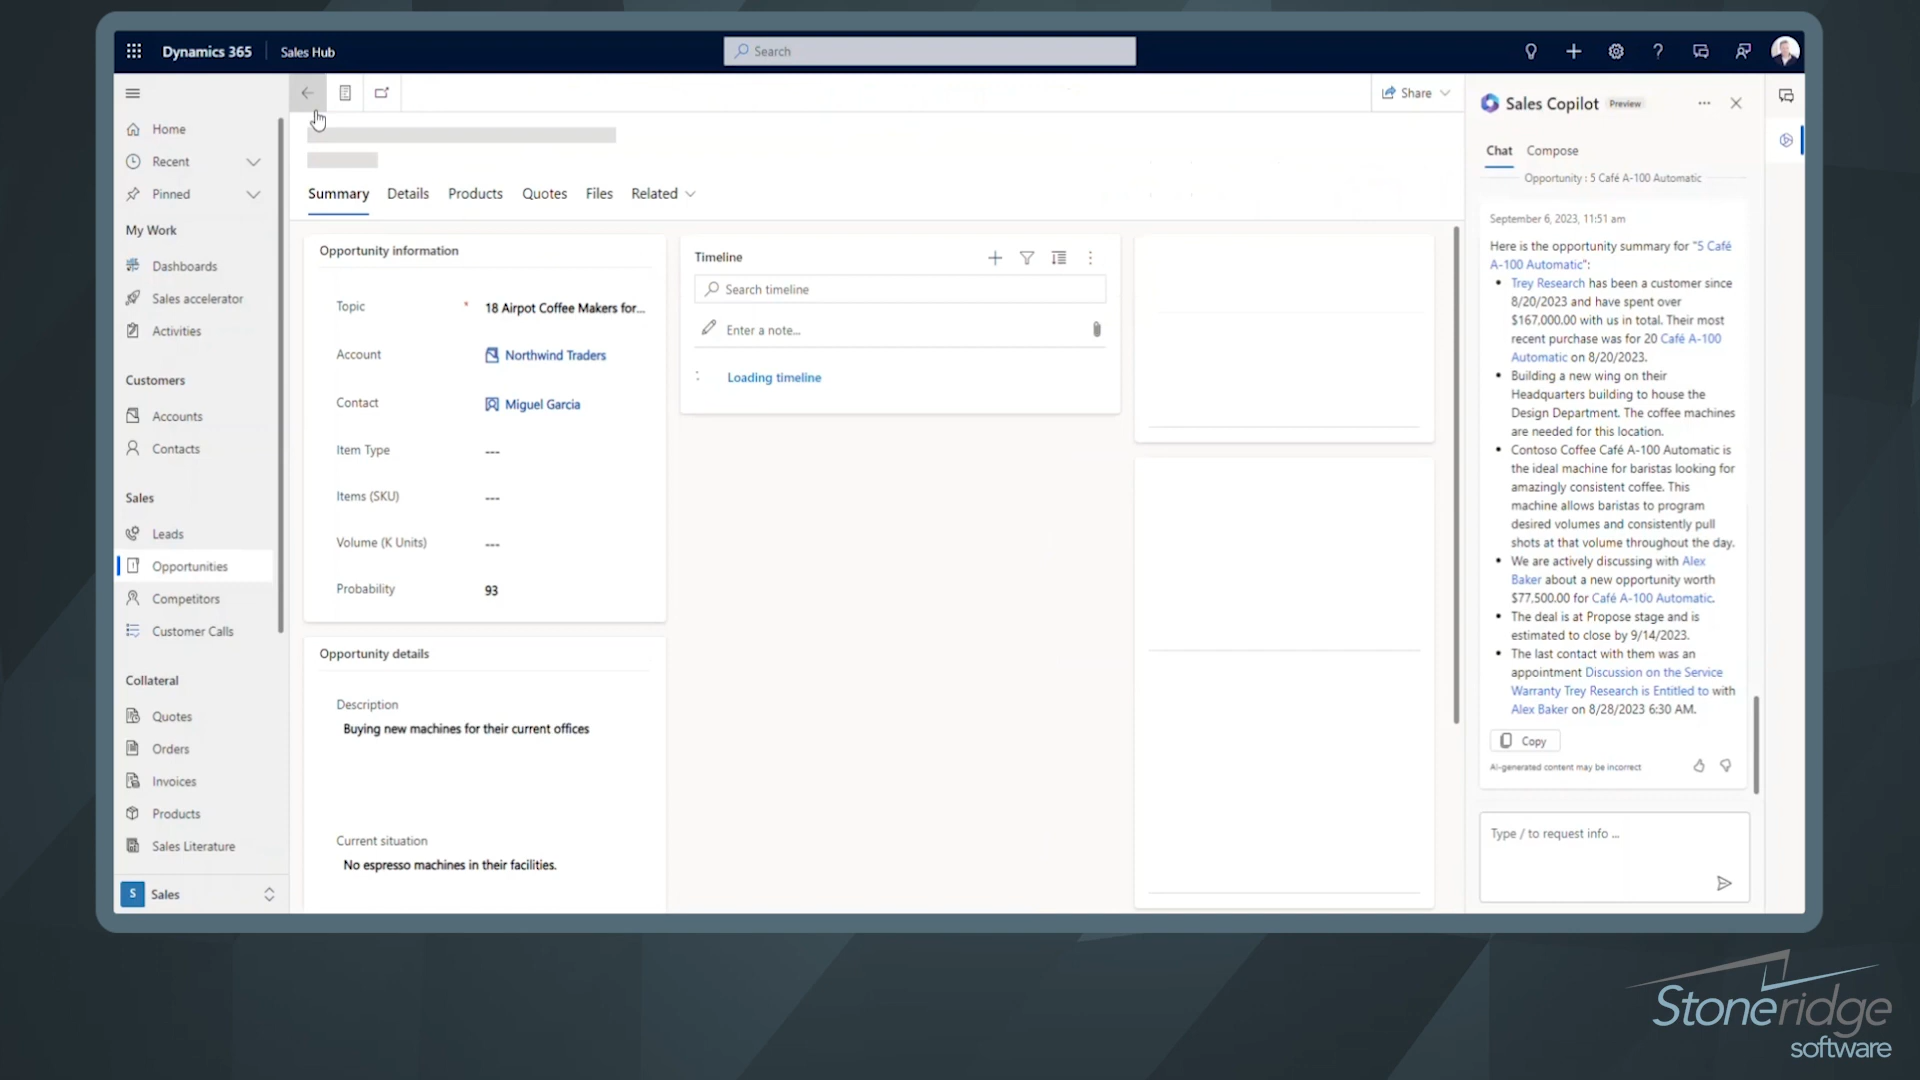 Dynamics 365
Sales Hub
Search
Share
Home
Recent
Pinned
My Work
Dashboards
Sales accelerator
Activities
Customers
Accounts
Contacts
Sales
Leads
Opportunities
Competitors
Customer Calls
Collateral
Quotes
Orders
Invoices
Products
Sales Literature
S Sales
Summary Details Products Quotes Files Related
Opportunity information
Topic * 18 Airpot Coffee Makers for...
Account Northwind Traders
Contact Miguel Garcia
Item Type ---
Items (SKU) ---
Volume (K Units) ---
Probability 93
Opportunity details
Description
Buying new machines for their current offices
Current situation
No espresso machines in their facilities.
Timeline
Search timeline
Enter a note...
Loading timeline
Sales Copilot Preview
Chat Compose
Opportunity : 5 Café A-100 Automatic
September 6, 2023, 11:51 am
Here is the opportunity summary for "5 Café
A-100 Automatic":
• Trey Research has been a customer since
8/20/2023 and have spent over
$167,000.00 with us in total. Their most
recent purchase was for 20 Café A-100
Automatic on 8/20/2023.
• Building a new wing on their
Headquarters building to house the
Design Department. The coffee machines
are needed for this location.
• Contoso Coffee Café A-100 Automatic is
the ideal machine for baristas looking for
amazingly consistent coffee. This
machine allows baristas to program
desired volumes and consistently pull
shots at that volume throughout the day.
• We are actively discussing with Alex
Baker about a new opportunity worth
$77,500.00 for Café A-100 Automatic.
• The deal is at Propose stage and is
estimated to close by 9/14/2023.
• The last contact with them was an
appointment Discussion on the Service
Warranty Trey Research is Entitled to with
Alex Baker on 8/28/2023 6:30 AM.
Copy
AI-generated content may be incorrect
Type / to request info ...
Stoneridge
software